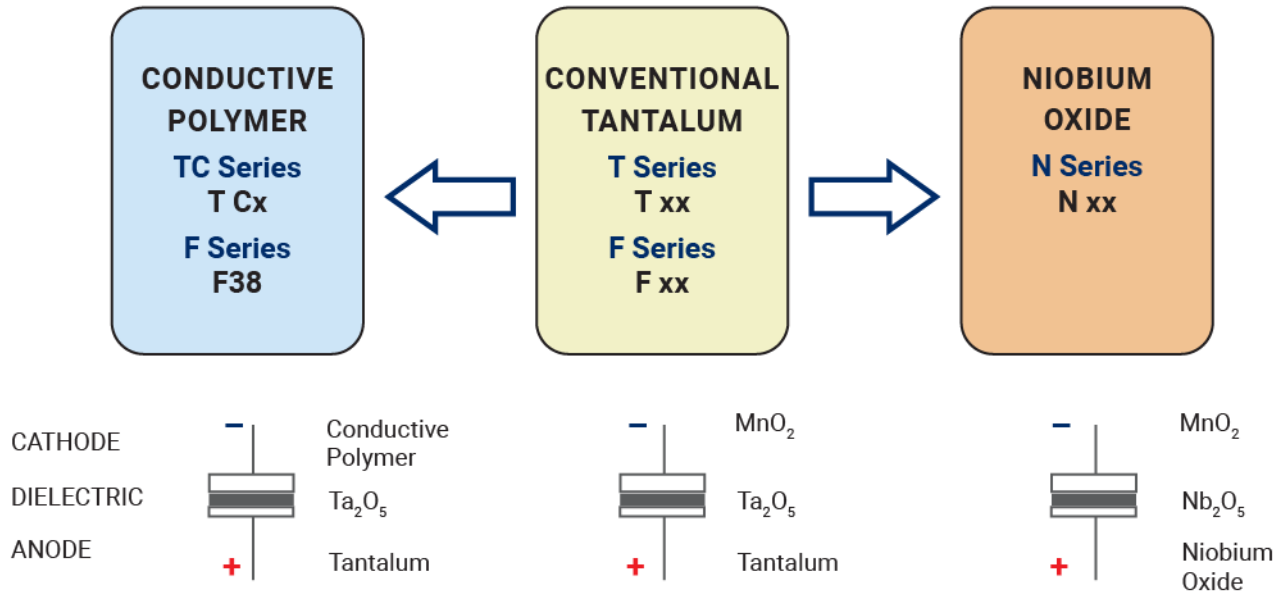 CONDUCTIVE
POLYMER
TC Series
T Cx
F Series
F38
CONVENTIONAL
TANTALUM
T Series
T xx
F Series
F xx
NIOBIUM
OXIDE
N Series
N xx
CATHODE
DIELECTRIC
ANODE
−
Conductive
Polymer
Ta₂O₅
+
Tantalum
−
MnO₂
Ta₂O₅
+
Tantalum
−
MnO₂
Nb₂O₅
+
Niobium
Oxide